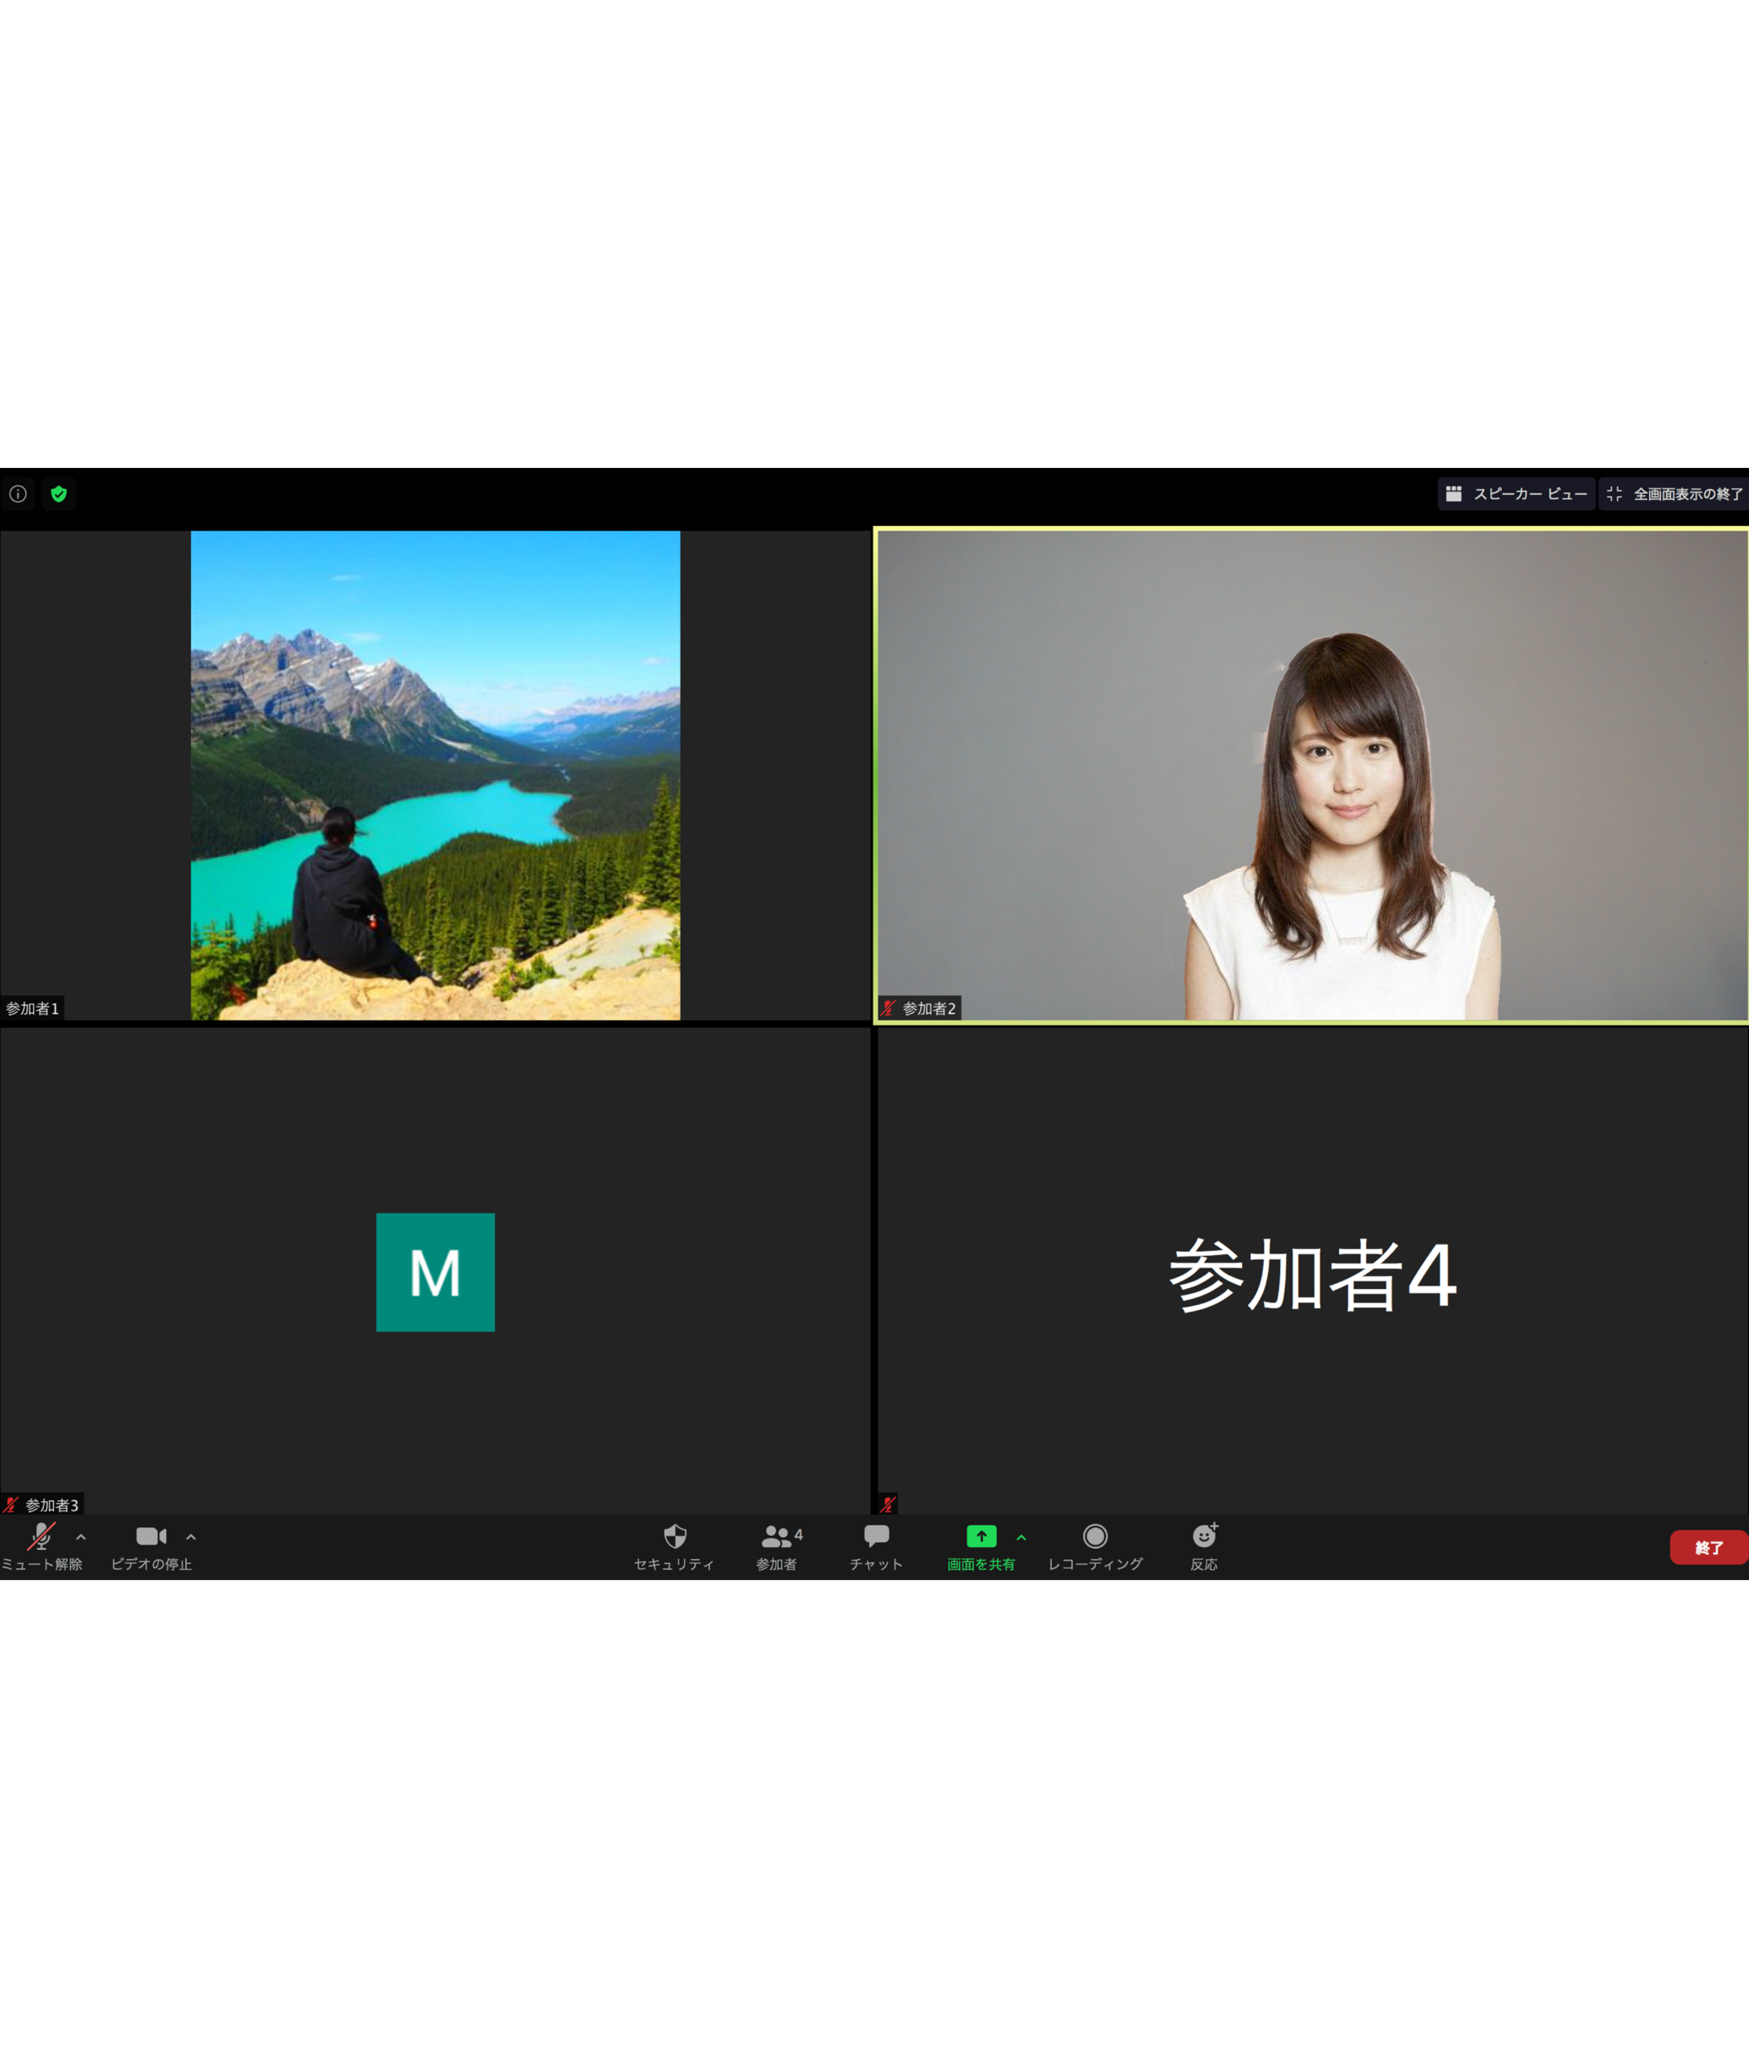 スピーカー ビュー
全画面表示の終了
参加者1
参加者2
M
参加者4
参加者3
ミュート解除
ビデオの停止
セキュリティ
4
参加者
チャット
画面を共有
レコーディング
反応
終了